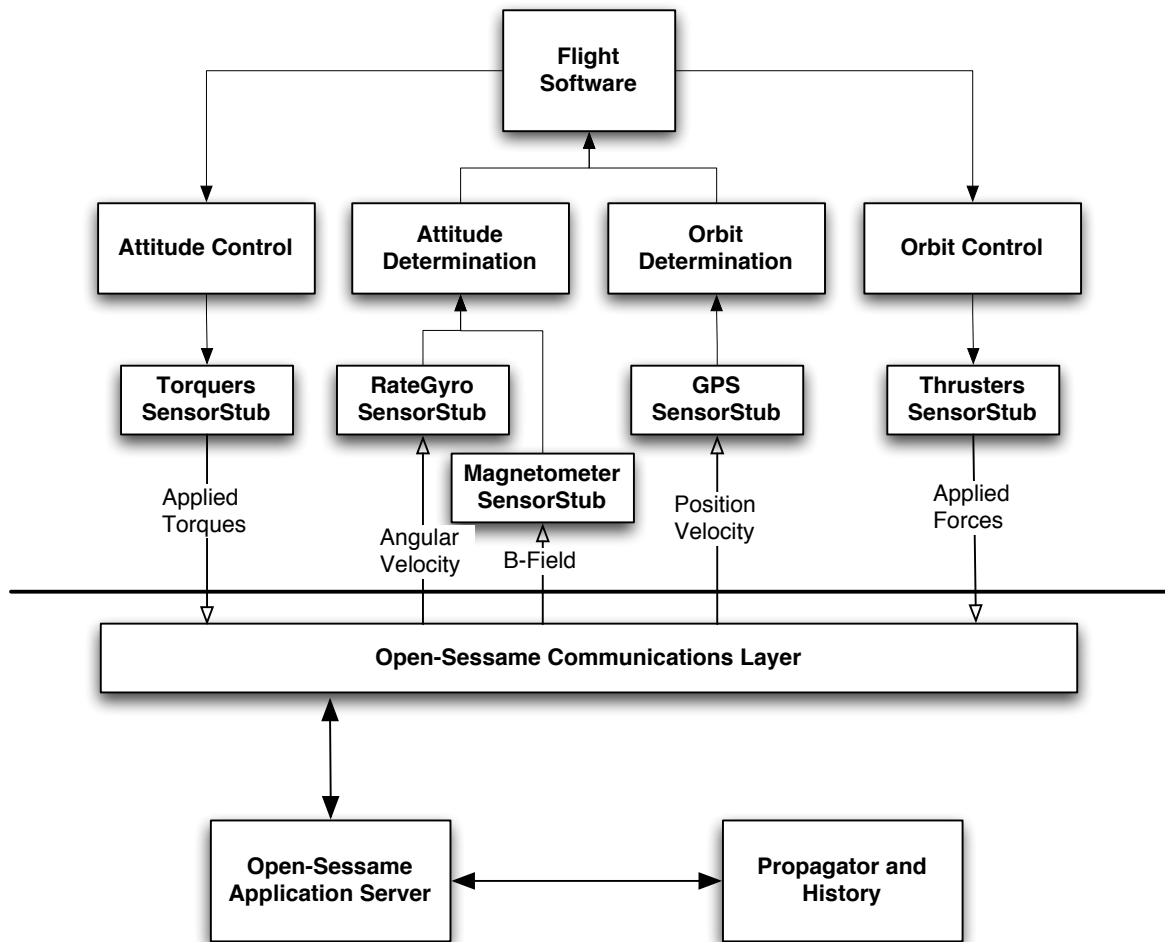 Flight
Software
Attitude Control
Attitude
Determination
Orbit
Determination
Orbit Control
Torquers
SensorStub
RateGyro
SensorStub
GPS
SensorStub
Thrusters
SensorStub
Magnetometer
SensorStub
Applied
Torques
Angular
Velocity
B-Field
Position
Velocity
Applied
Forces
Open-Sessame Communications Layer
Open-Sessame
Application Server
Propagator and
History